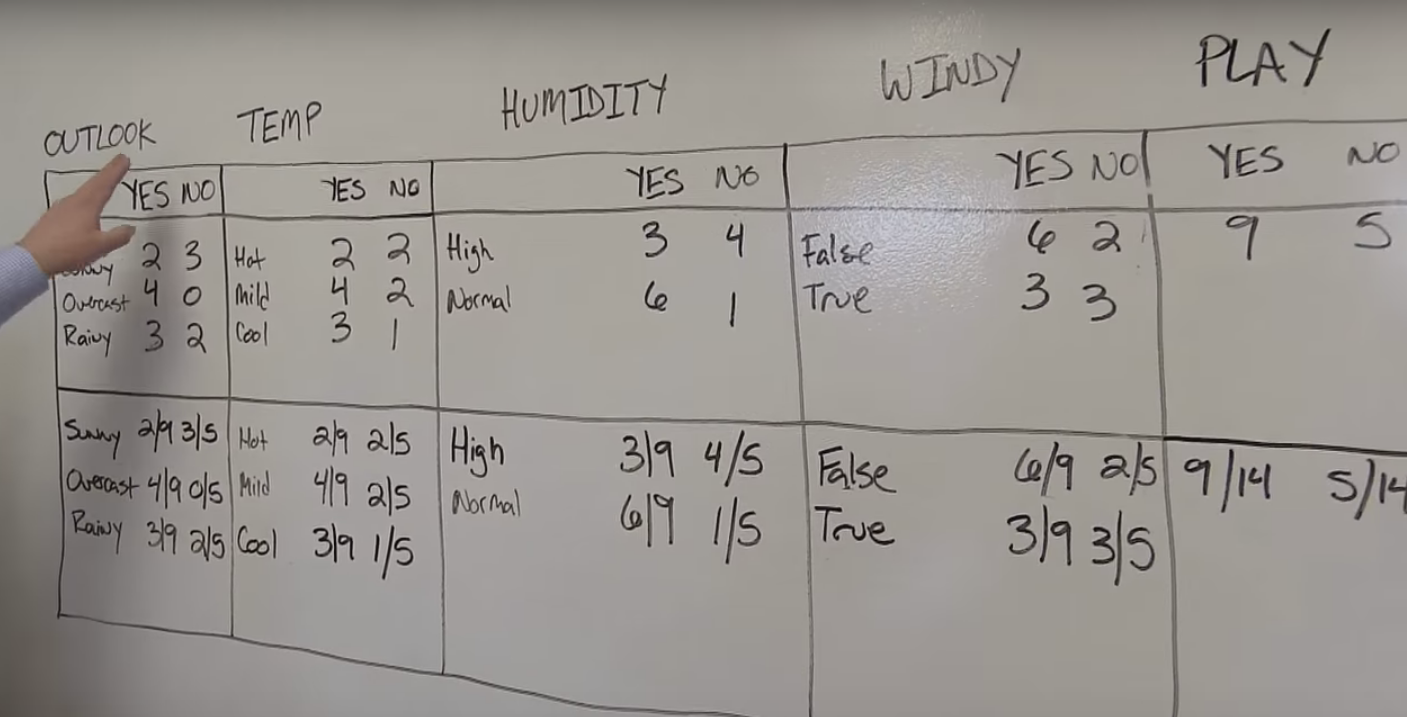 OUTLOOK TEMP HUMIDITY WINDY PLAY
YES NO YES NO YES NO YES NO YES NO
2 3 Hot 2 2 High 3 4 False 6 2 9 5
Overcast 4 0 Mild 4 2 Normal 6 1 True 3 3
Rainy 3 2 Cool 3 1
Sunny 2/9 3/5 Hot 2/9 2/5 High 3/9 4/5 False 6/9 2/5 9/14 5/14
Overcast 4/9 0/5 Mild 4/9 2/5 Normal 6/9 1/5 True 3/9 3/5
Rainy 3/9 2/5 Cool 3/9 1/5